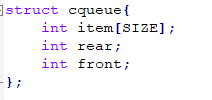 struct cqueue{
int item[SIZE];
int rear;
int front;
};